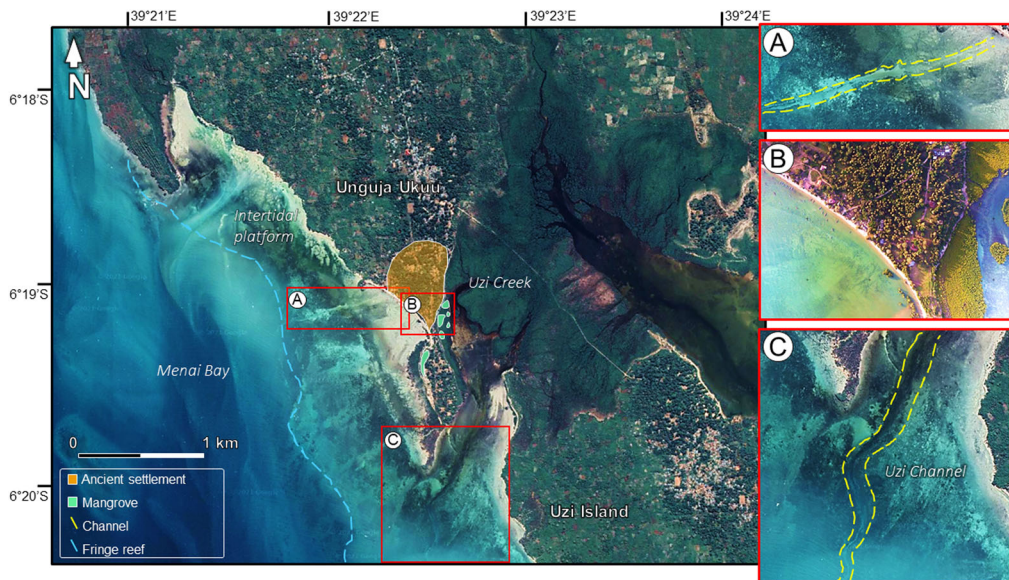 39°21'E
39°22'E
39°23'E
39°24'E
6°18'S
6°19'S
6°20'S
N
Unguja Ukuu
Intertidal
platform
Uzi Creek
A
B
Menai Bay
C
0 1 km
Ancient settlement
Mangrove
Channel
Fringe reef
Uzi Island
A
B
C
Uzi Channel